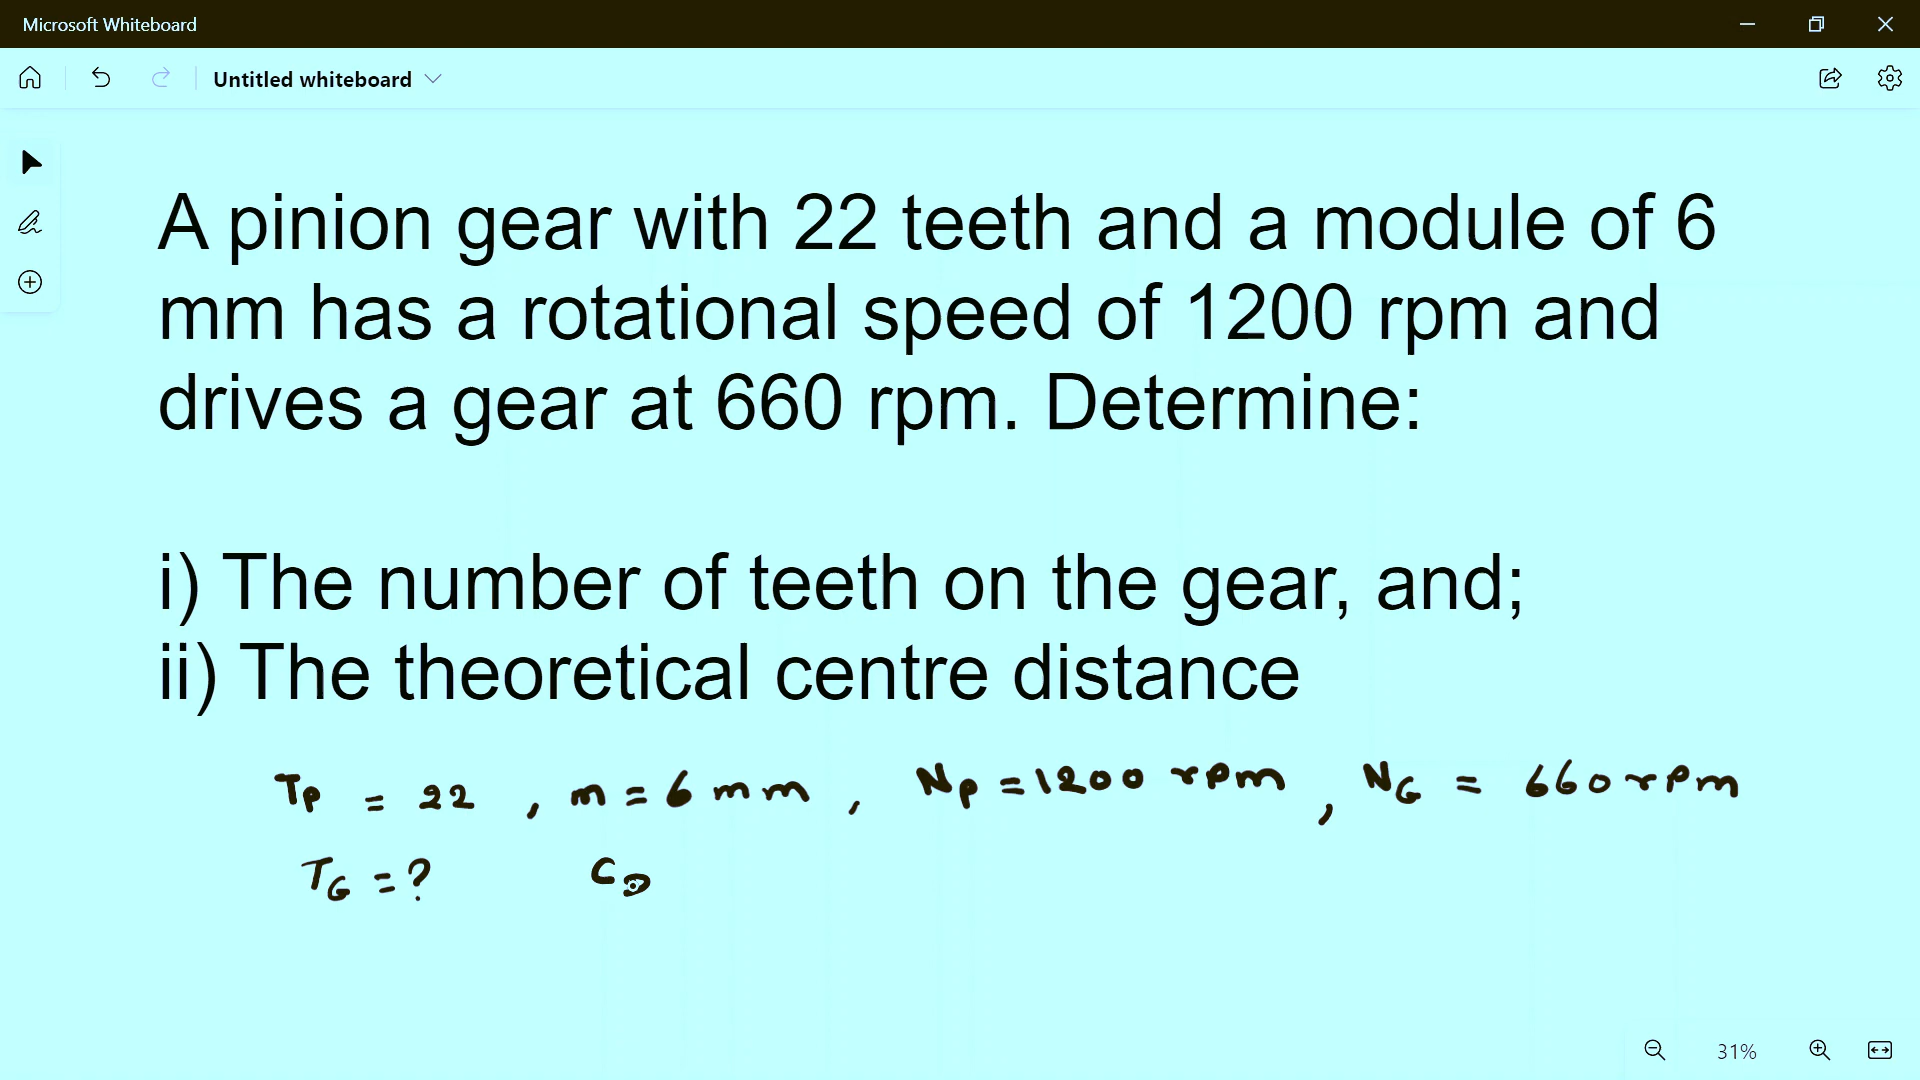 Microsoft Whiteboard
Untitled whiteboard
A pinion gear with 22 teeth and a module of 6
mm has a rotational speed of 1200 rpm and
drives a gear at 660 rpm. Determine:
i) The number of teeth on the gear, and;
ii) The theoretical centre distance
TP = 22 , m = 6 mm , NP = 1200 rpm , NG = 660 rpm
TG = ? CD
31%